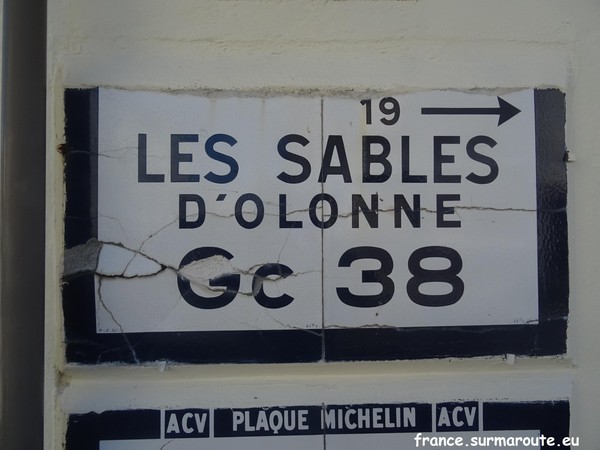 19 →
LES SABLES
D'OLONNE
Gc 38
ACV PLAQUE MICHELIN ACV
france.surmaroute.eu